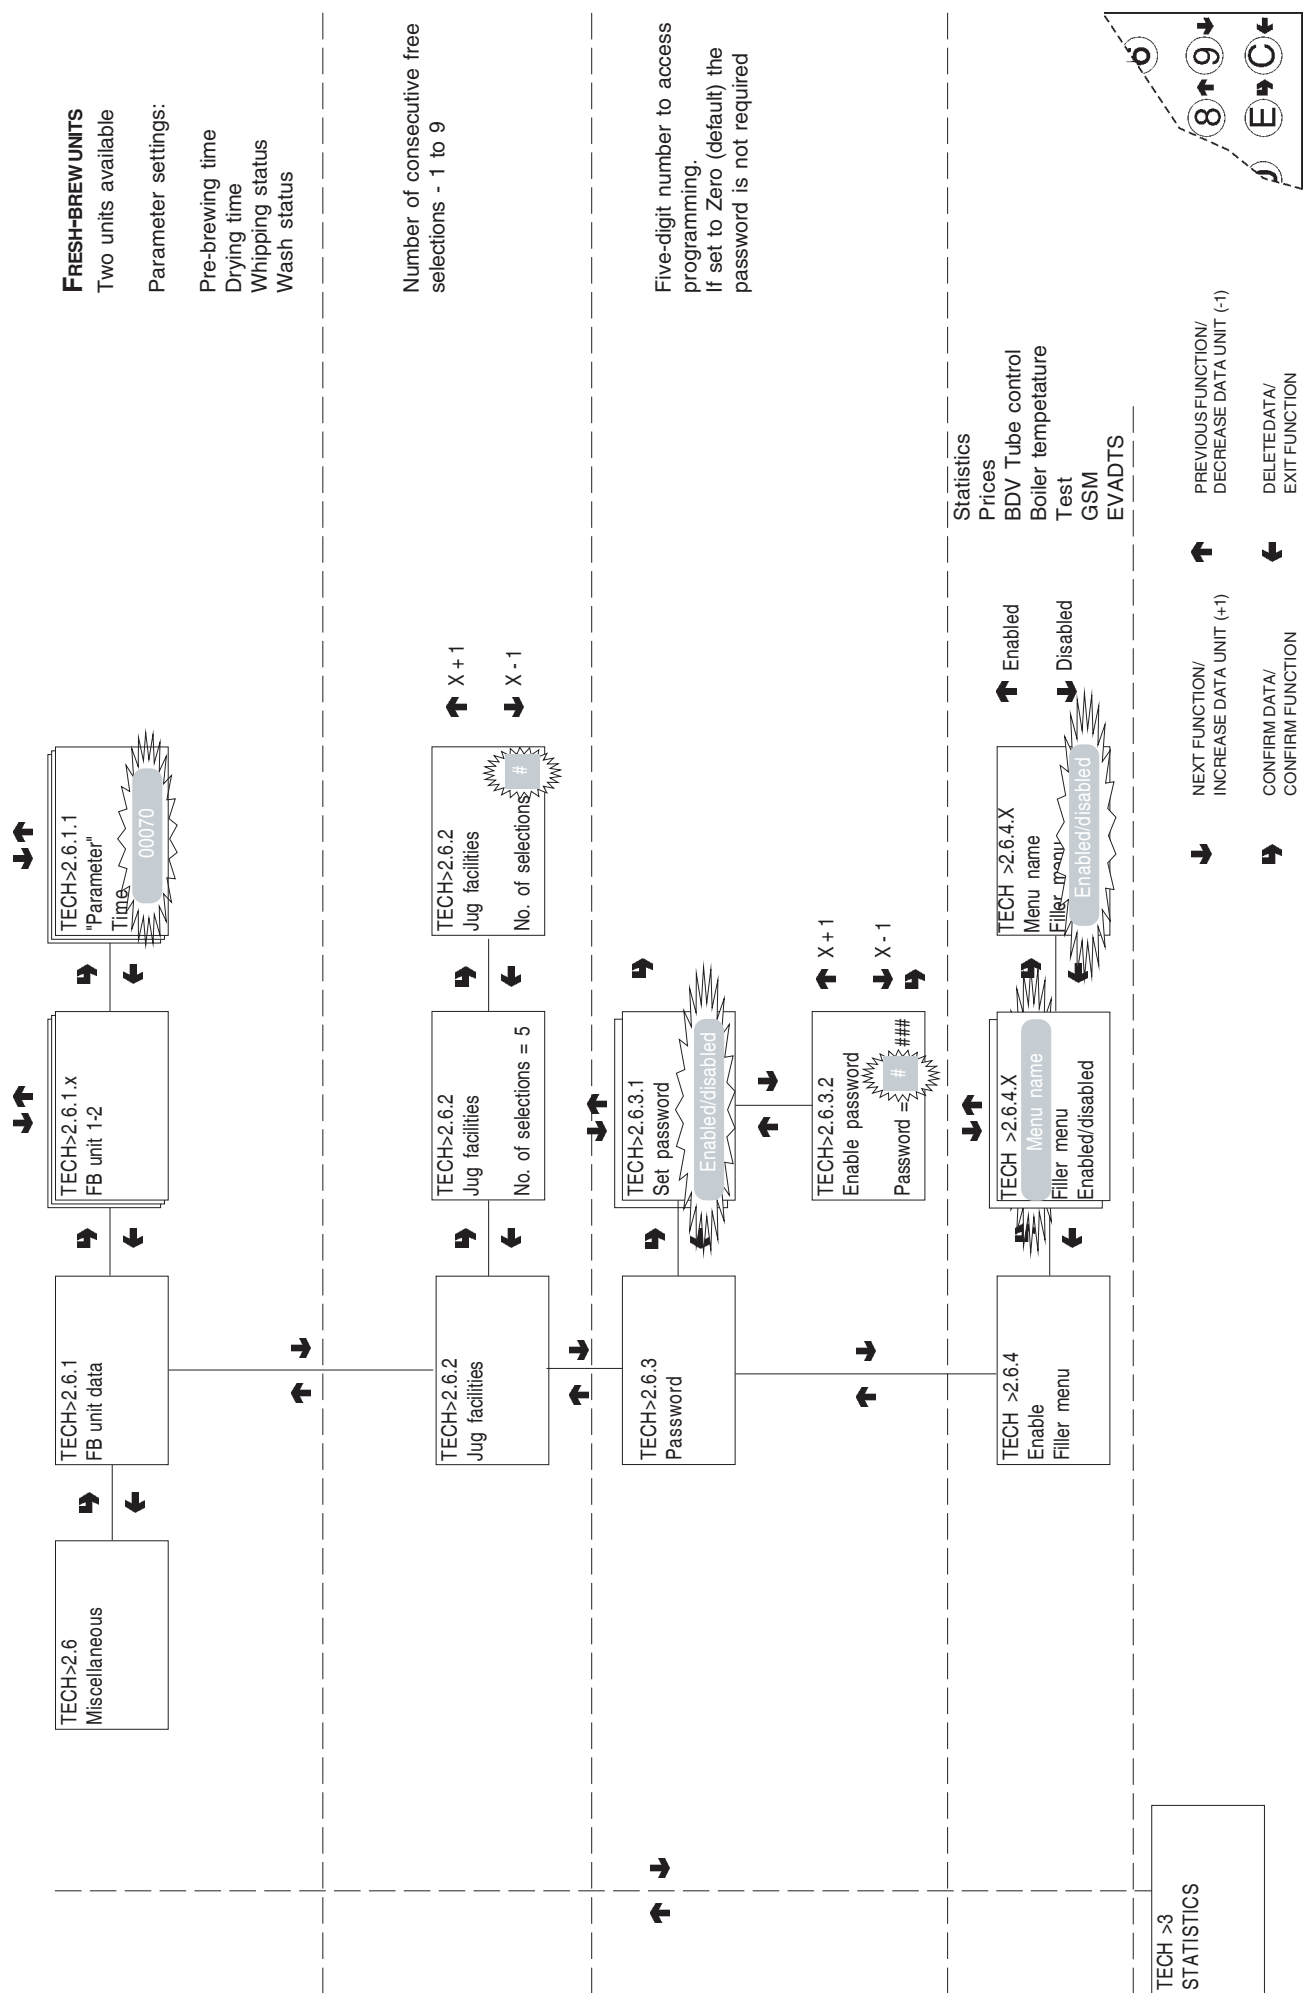 TECH>2.6
Miscellaneous
TECH>2.6.1
FB unit data
TECH>2.6.1.x
FB unit 1-2
TECH>2.6.1.1
"Parameter"
Time
00070
FRESH-BREW UNITS
Two units available
Parameter settings:
Pre-brewing time
Drying time
Whipping status
Wash status
TECH>2.6.2
Jug facilities
TECH>2.6.2
Jug facilities
No. of selections = 5
TECH>2.6.2
Jug facilities
No. of selections
#
X + 1
X - 1
Number of consecutive free
selections - 1 to 9
TECH>2.6.3
Password
TECH>2.6.3.1
Set password
Enabled/disabled
TECH>2.6.3.2
Enable password
Password = # ###
X + 1
X - 1
Five-digit number to access
programming.
If set to Zero (default) the
password is not required
TECH >2.6.4
Enable
Filler menu
TECH >2.6.4.X
Menu name
Filler menu
Enabled/disabled
TECH >2.6.4.X
Menu name
Filler menu
Enabled/disabled
Enabled
Disabled
Statistics
Prices
BDV Tube control
Boiler tempetature
Test
GSM
EVADTS
TECH >3
STATISTICS
NEXT FUNCTION/
INCREASE DATA UNIT (+1)
PREVIOUS FUNCTION/
DECREASE DATA UNIT (-1)
CONFIRM DATA/
CONFIRM FUNCTION
DELETE DATA/
EXIT FUNCTION
6
8 9
E C